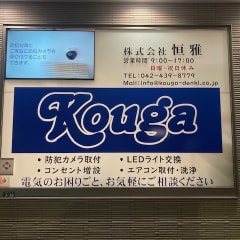 株式会社 恒雅
営業時間 9:00~17:00
日曜・祝日休み
TEL:042-439-8779
Mail:info@kouga-denki.co.jp
Kouga
・防犯カメラ取付 ・LEDライト交換
・コンセント増設 ・エアコン取付・洗浄
電気のお困りごと、お気軽にご相談ください